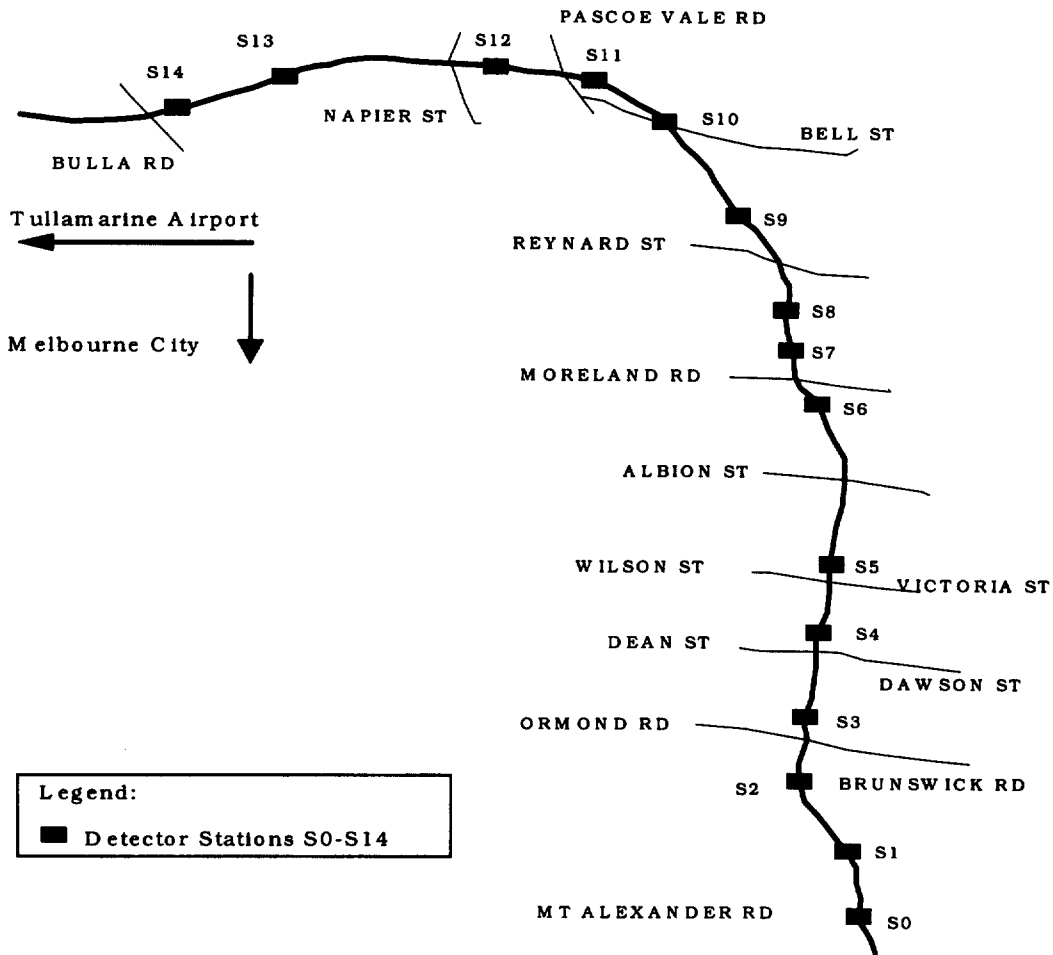 PASCOE VALE RD
S13
S12
S11
S14
NAPIER ST
S10
BELL ST
BULLA RD
Tullamarine Airport
S9
REYNARD ST
S8
Melbourne City
S7
MORELAND RD
S6
ALBION ST
WILSON ST
S5
VICTORIA ST
DEAN ST
S4
DAWSON ST
ORMOND RD
S3
S2
BRUNSWICK RD
Legend:
Detector Stations S0-S14
S1
MT ALEXANDER RD
S0